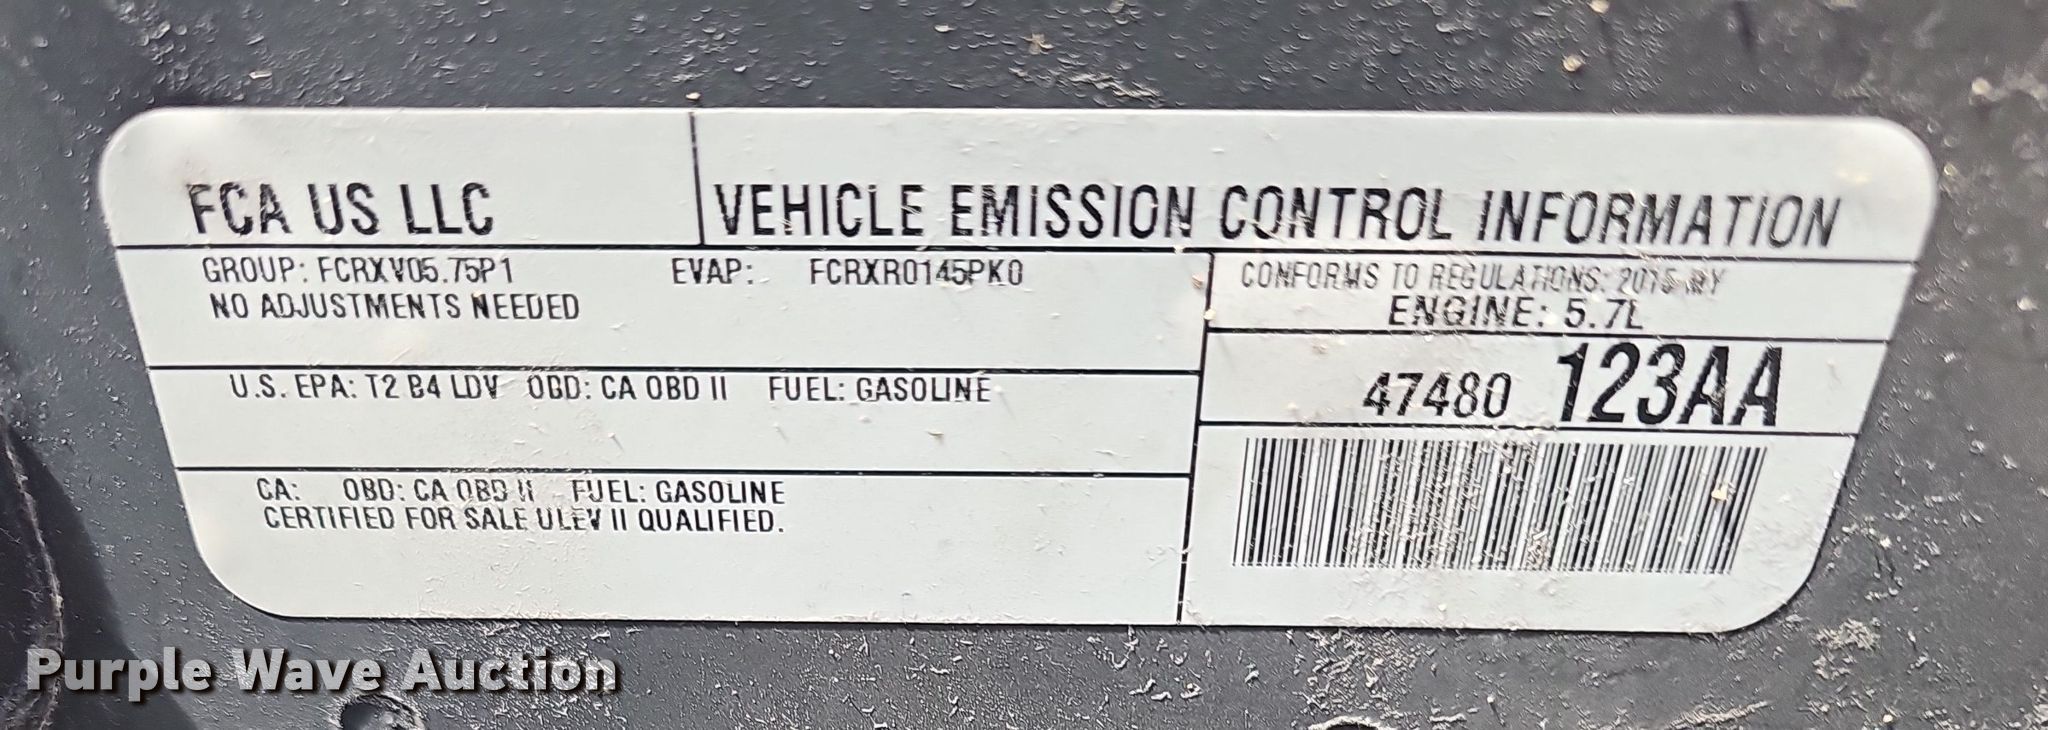 FCA US LLC
VEHICLE EMISSION CONTROL INFORMATION
GROUP: FCRXV05.75P1 EVAP: FCRXR0145PK0
NO ADJUSTMENTS NEEDED
CONFORMS TO REGULATIONS: 2015 MY
ENGINE: 5.7L
U.S. EPA: T2 B4 LDV OBD: CA OBD II FUEL: GASOLINE
47480 123AA
CA: OBD: CA OBD II FUEL: GASOLINE
CERTIFIED FOR SALE ULEV II QUALIFIED.
Purple Wave Auction